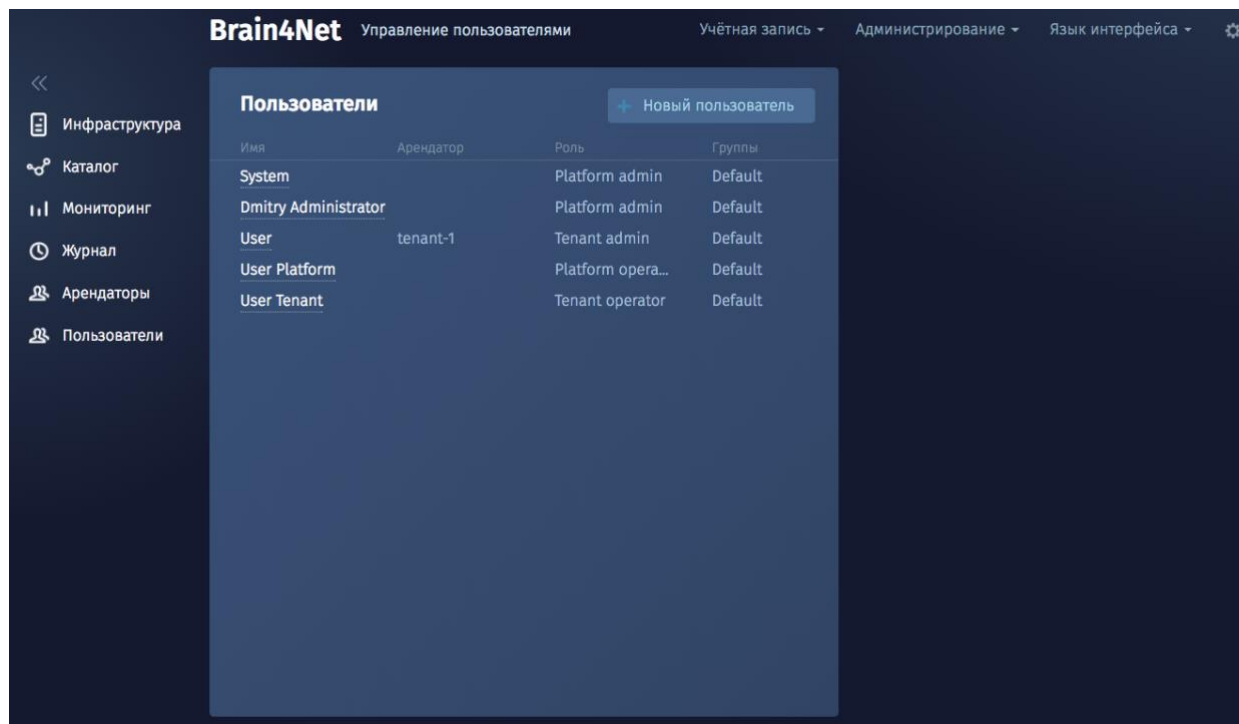 Brain4Net Управление пользователями Учётная запись Администрирование Язык интерфейса
Инфраструктура
Каталог
Мониторинг
Журнал
Арендаторы
Пользователи
Пользователи + Новый пользователь
Имя Арендатор Роль Группы
System Platform admin Default
Dmitry Administrator Platform admin Default
User tenant-1 Tenant admin Default
User Platform Platform opera... Default
User Tenant Tenant operator Default